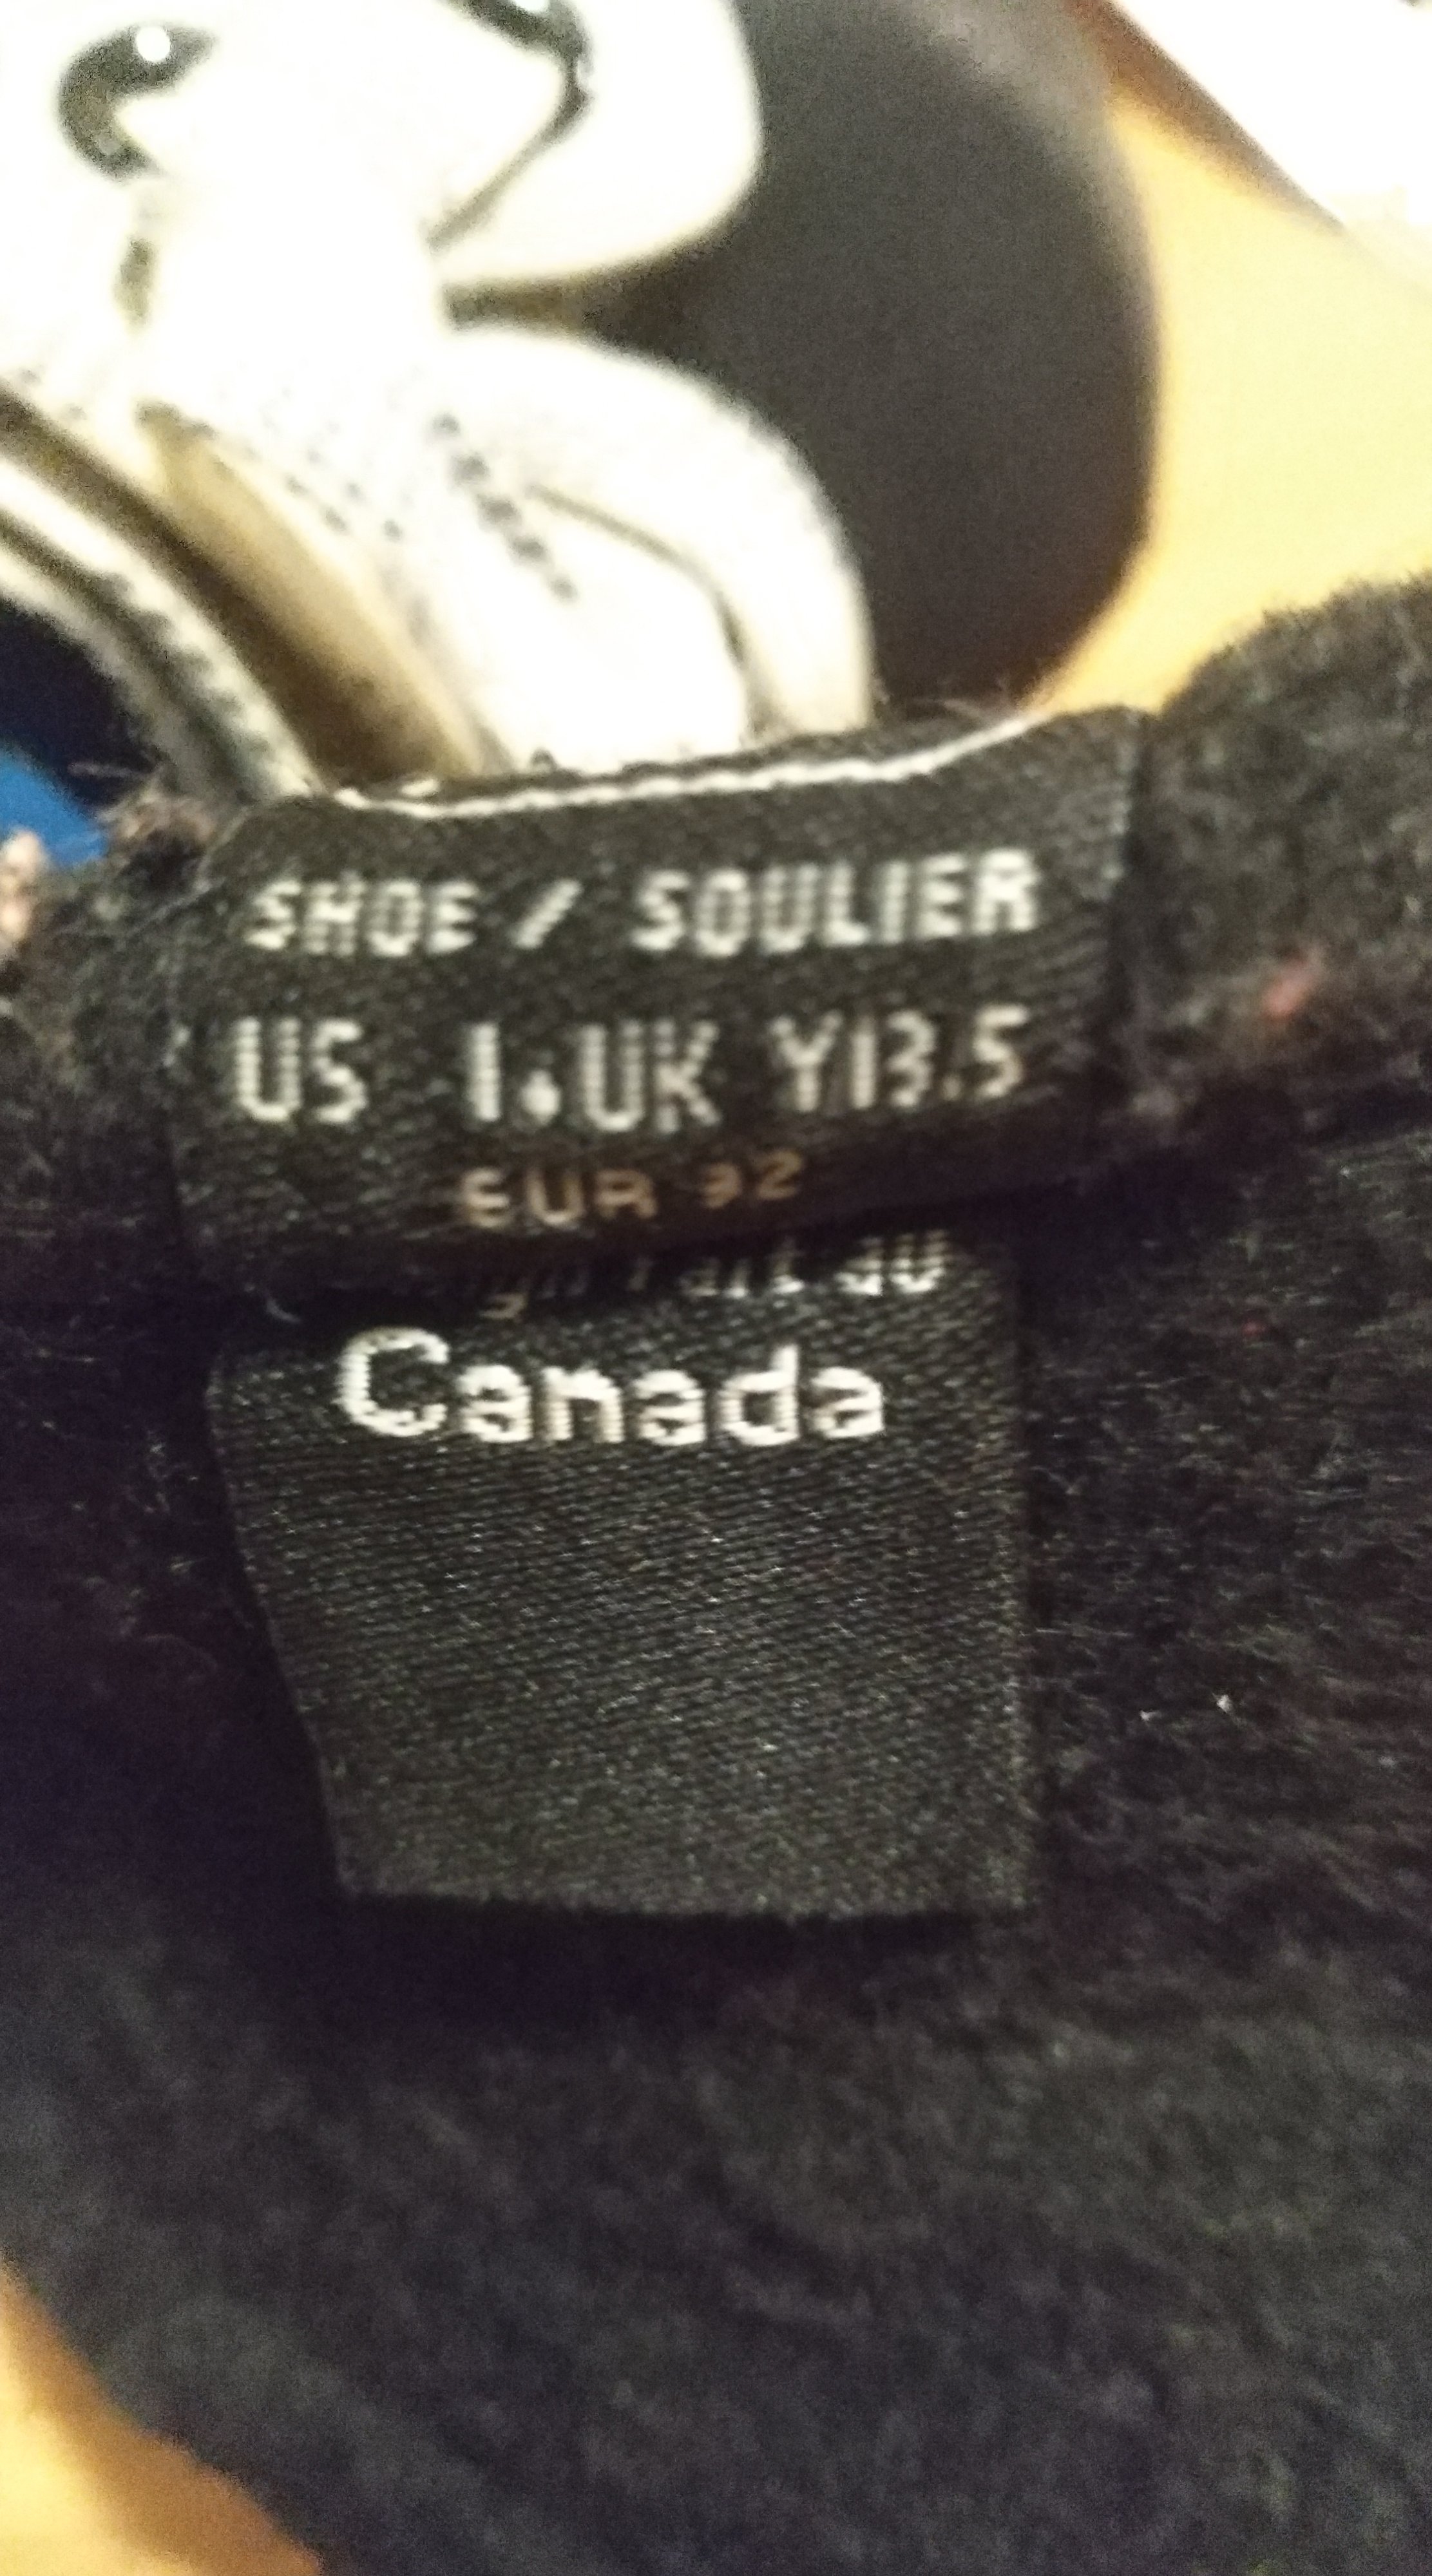 SHOE / SOULIER
US 1. UK Y13.5
EUR 32
Canada